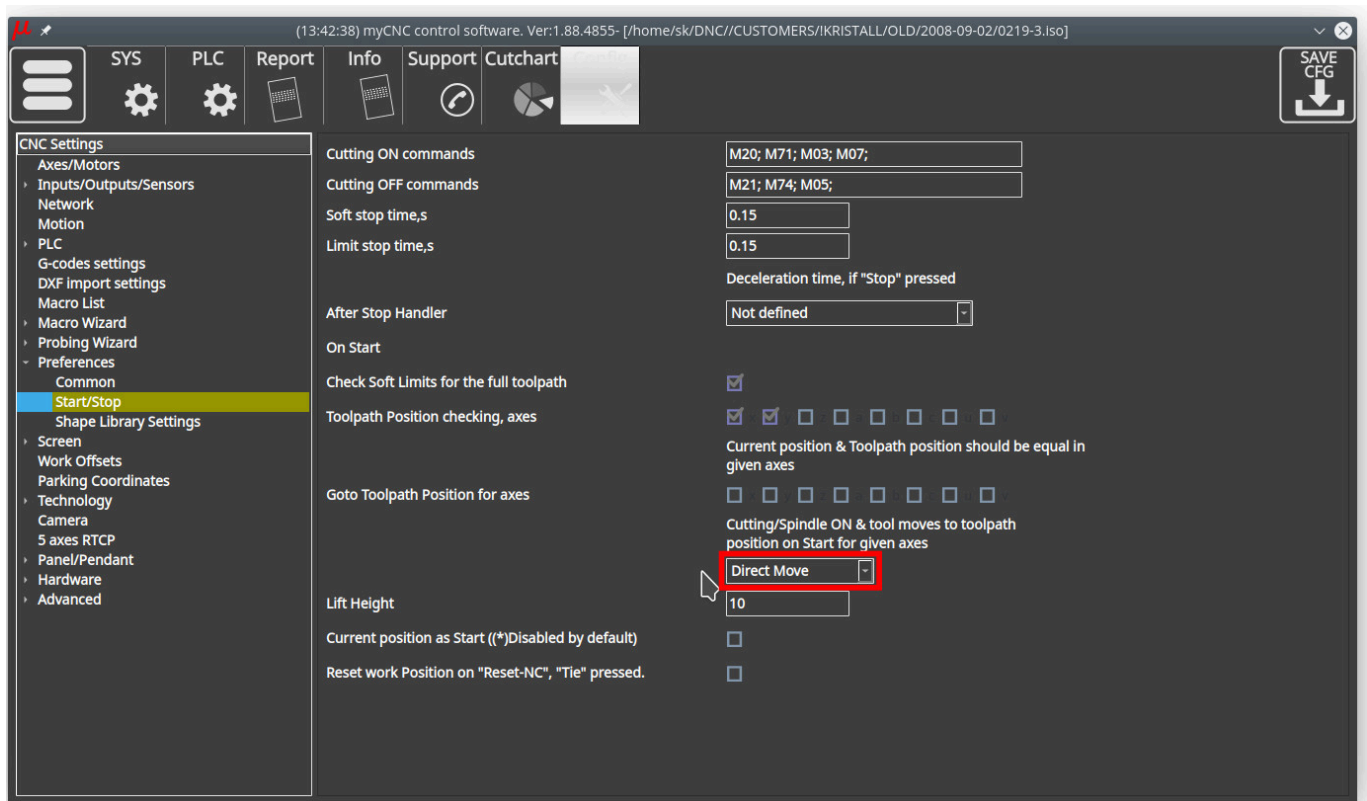 (13:42:38) myCNC control software. Ver:1.88.4855- [/home/sk/DNC//CUSTOMERS/!KRISTALL/OLD/2008-09-02/0219-3.iso]
SYS PLC Report Info Support Cutchart
SAVE
CFG
CNC Settings
Axes/Motors
Inputs/Outputs/Sensors
Network
Motion
PLC
G-codes settings
DXF import settings
Macro List
Macro Wizard
Probing Wizard
Preferences
Common
Start/Stop
Shape Library Settings
Screen
Work Offsets
Parking Coordinates
Technology
Camera
5 axes RTCP
Panel/Pendant
Hardware
Advanced
Cutting ON commands M20; M71; M03; M07;
Cutting OFF commands M21; M74; M05;
Soft stop time,s 0.15
Limit stop time,s 0.15
Deceleration time, if "Stop" pressed
After Stop Handler Not defined
On Start
Check Soft Limits for the full toolpath
Toolpath Position checking, axes
Current position & Toolpath position should be equal in
given axes
Goto Toolpath Position for axes
Cutting/Spindle ON & tool moves to toolpath
position on Start for given axes
Direct Move
Lift Height 10
Current position as Start ((*)Disabled by default)
Reset work Position on "Reset-NC", "Tie" pressed.